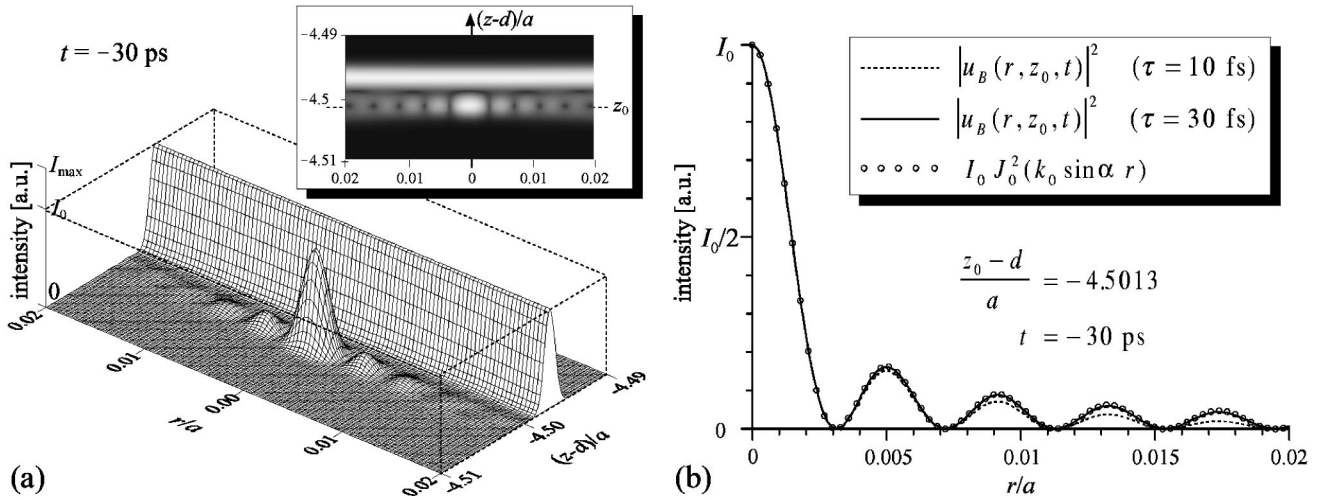 t = −30 ps
(z-d)/a
−4.49
−4.5
z₀
−4.51
0.02
0.01
0
0.01
0.02
intensity [a.u.]
I_max
I₀
0
0.02
0.01
0.00
0.01
0.02
r/a
−4.49
−4.50
−4.51
(z-d)/a
(a)
intensity [a.u.]
I₀
I₀/2
0
|u_B(r, z₀, t)|² (τ = 10 fs)
|u_B(r, z₀, t)|² (τ = 30 fs)
I₀ J₀²(k₀ sinα r)
(z₀ − d)/a = −4.5013
t = −30 ps
0
0.005
0.01
0.015
0.02
r/a
(b)